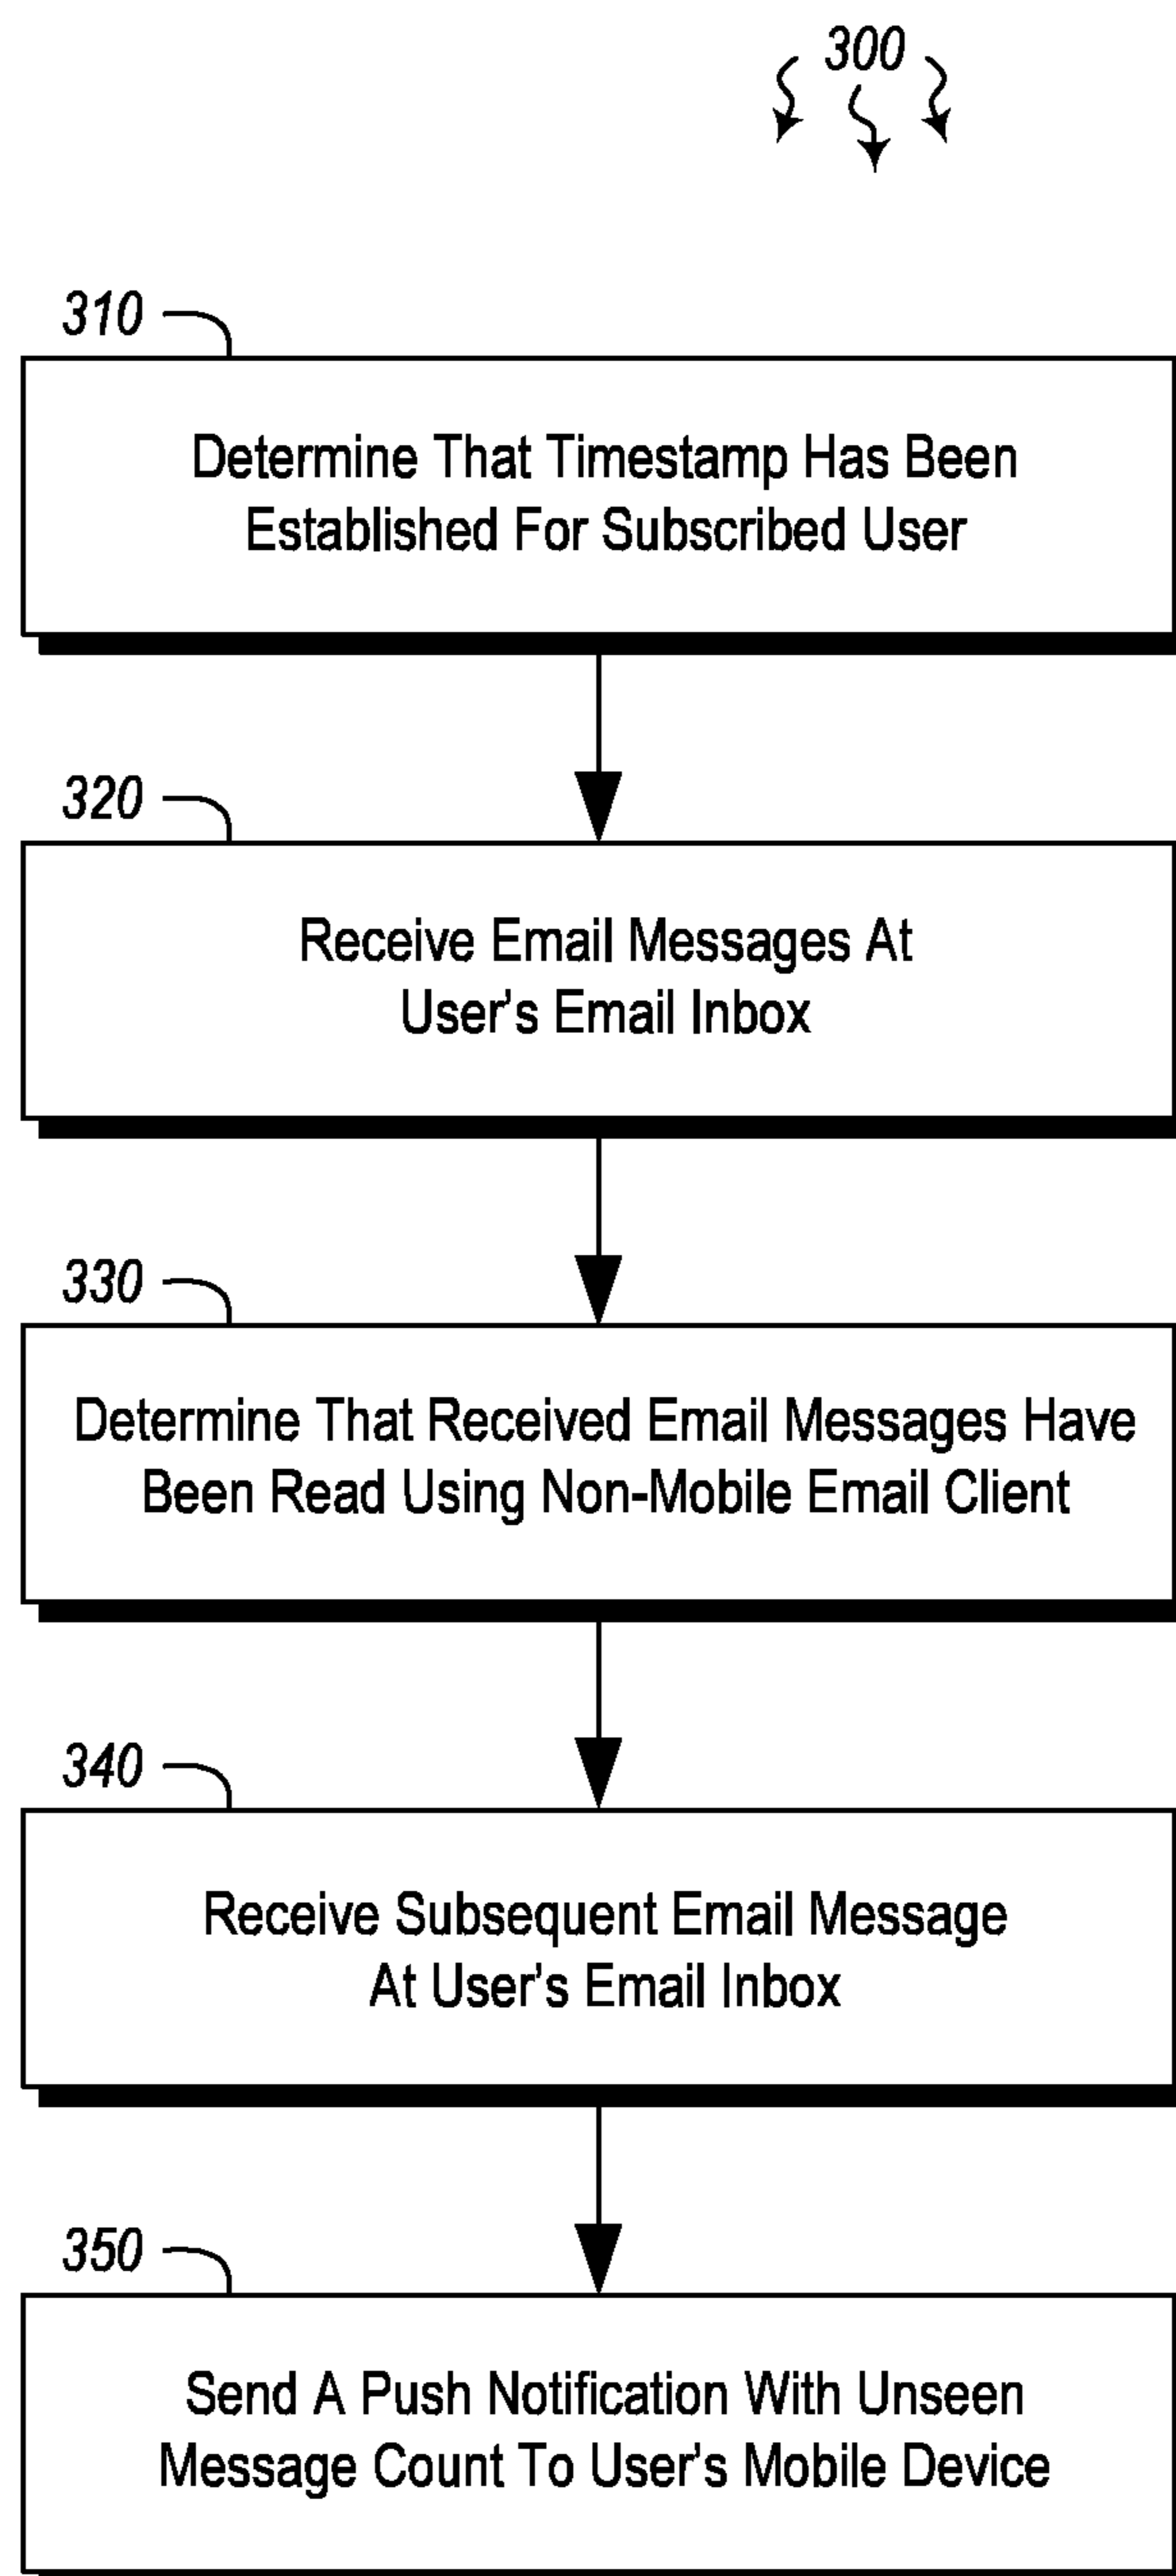 300
310
Determine That Timestamp Has Been
Established For Subscribed User
320
Receive Email Messages At
User's Email Inbox
330
Determine That Received Email Messages Have
Been Read Using Non-Mobile Email Client
340
Receive Subsequent Email Message
At User's Email Inbox
350
Send A Push Notification With Unseen
Message Count To User's Mobile Device